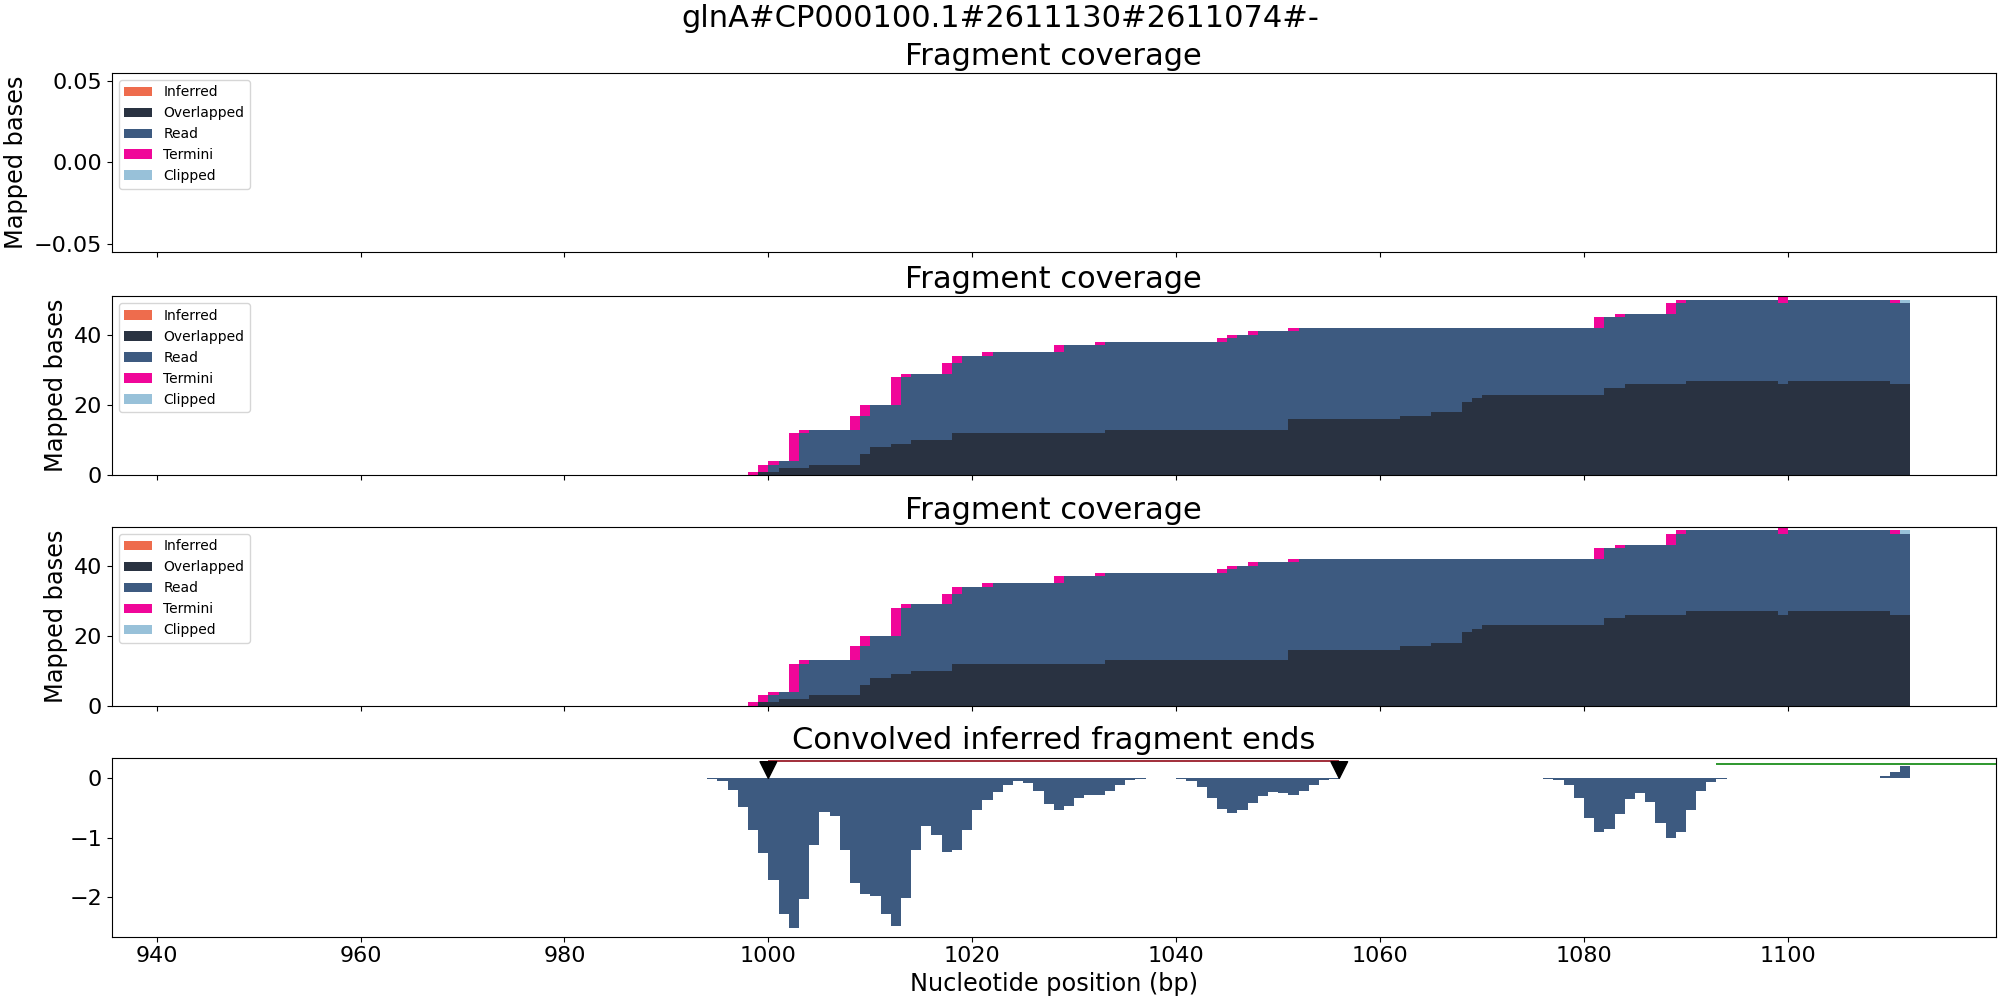 glnA#CP000100.1#2611130#2611074#-
Fragment coverage
Mapped bases
0.05
0.00
−0.05
Inferred
Overlapped
Read
Termini
Clipped
Fragment coverage
Mapped bases
40
20
0
Inferred
Overlapped
Read
Termini
Clipped
Fragment coverage
Mapped bases
40
20
0
Inferred
Overlapped
Read
Termini
Clipped
Convolved inferred fragment ends
0
−1
−2
940 960 980 1000 1020 1040 1060 1080 1100
Nucleotide position (bp)